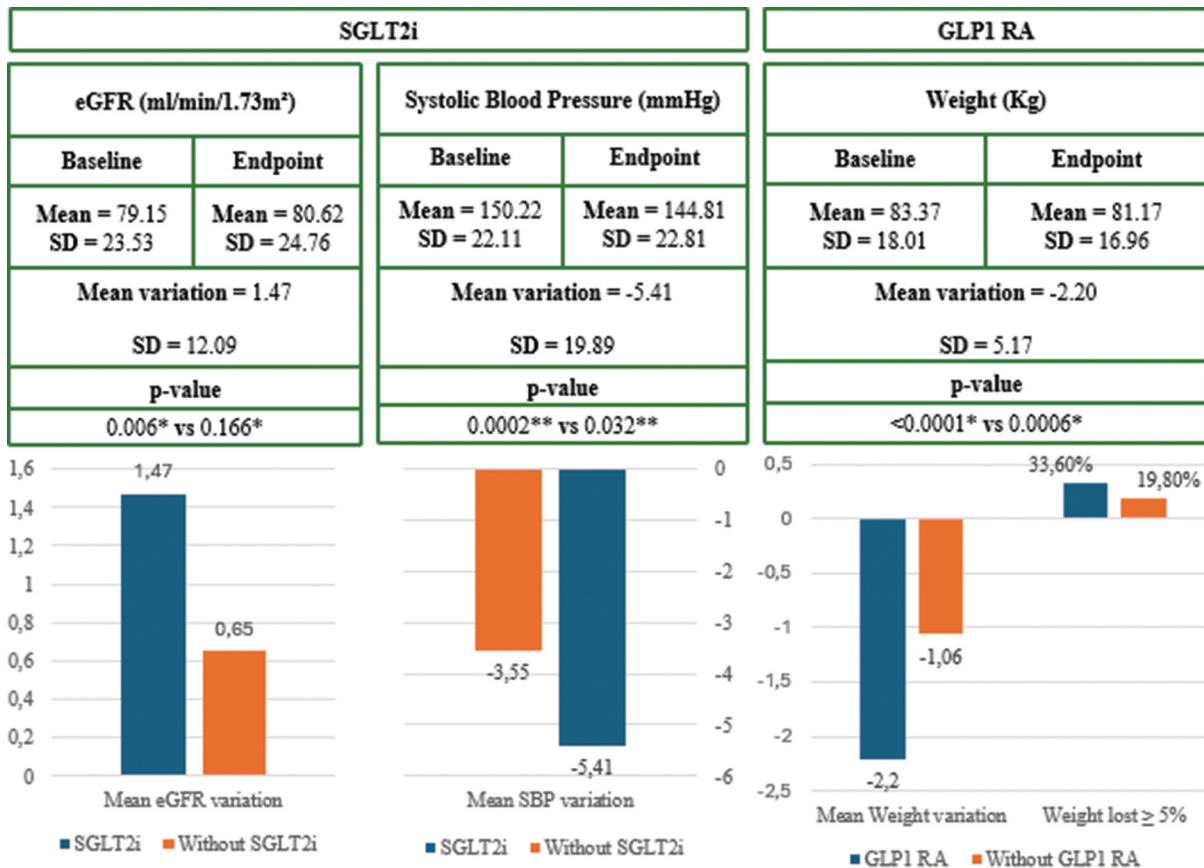 SGLT2i
GLP1 RA
eGFR (ml/min/1.73m²)
Systolic Blood Pressure (mmHg)
Weight (Kg)
Baseline
Endpoint
Baseline
Endpoint
Baseline
Endpoint
Mean = 79.15
SD = 23.53
Mean = 80.62
SD = 24.76
Mean = 150.22
SD = 22.11
Mean = 144.81
SD = 22.81
Mean = 83.37
SD = 18.01
Mean = 81.17
SD = 16.96
Mean variation = 1.47
SD = 12.09
Mean variation = -5.41
SD = 19.89
Mean variation = -2.20
SD = 5.17
p-value
p-value
p-value
0.006* vs 0.166*
0.0002** vs 0.032**
<0.0001* vs 0.0006*
1,6
1,4
1,2
1
0,8
0,6
0,4
0,2
0
1,47
0,65
Mean eGFR variation
SGLT2i
Without SGLT2i
0
-1
-2
-3
-4
-5
-6
-3,55
-5,41
Mean SBP variation
SGLT2i
Without SGLT2i
0,5
0
-0,5
-1
-1,5
-2
-2,5
33,60%
19,80%
-1,06
-2,2
Mean Weight variation
Weight lost ≥ 5%
GLP1 RA
Without GLP1 RA